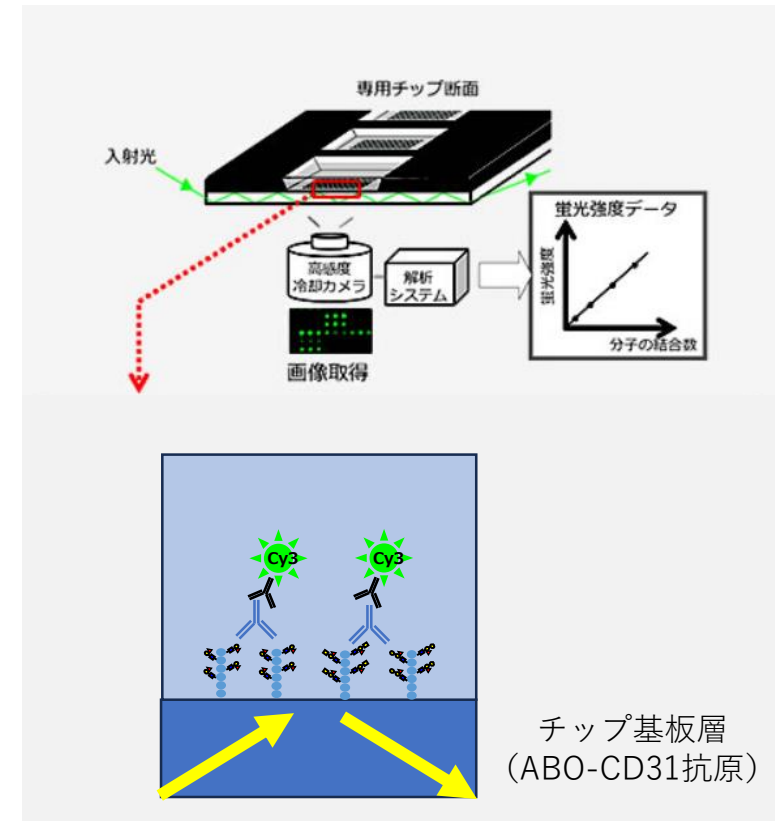 専用チップ断面
入射光
蛍光強度データ
高感度
冷却カメラ
解析
システム
蛍光強度
分子の結合数
画像取得
Cy3
Cy3
チップ基板層
（ABO-CD31抗原）